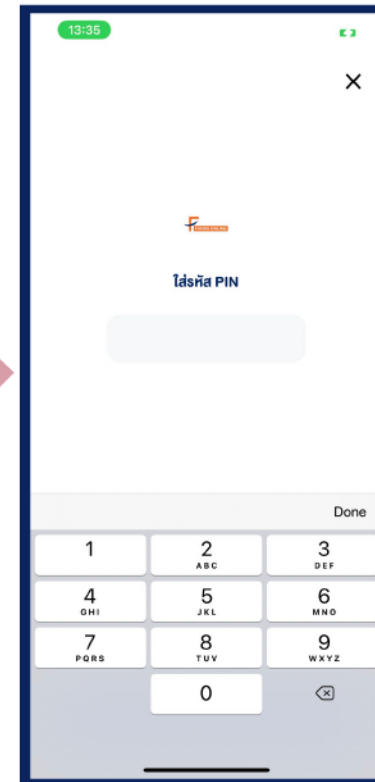 13:35
ใส่รหัส PIN
Done
1
2
ABC
3
DEF
4
GHI
5
JKL
6
MNO
7
PQRS
8
TUV
9
WXYZ
0